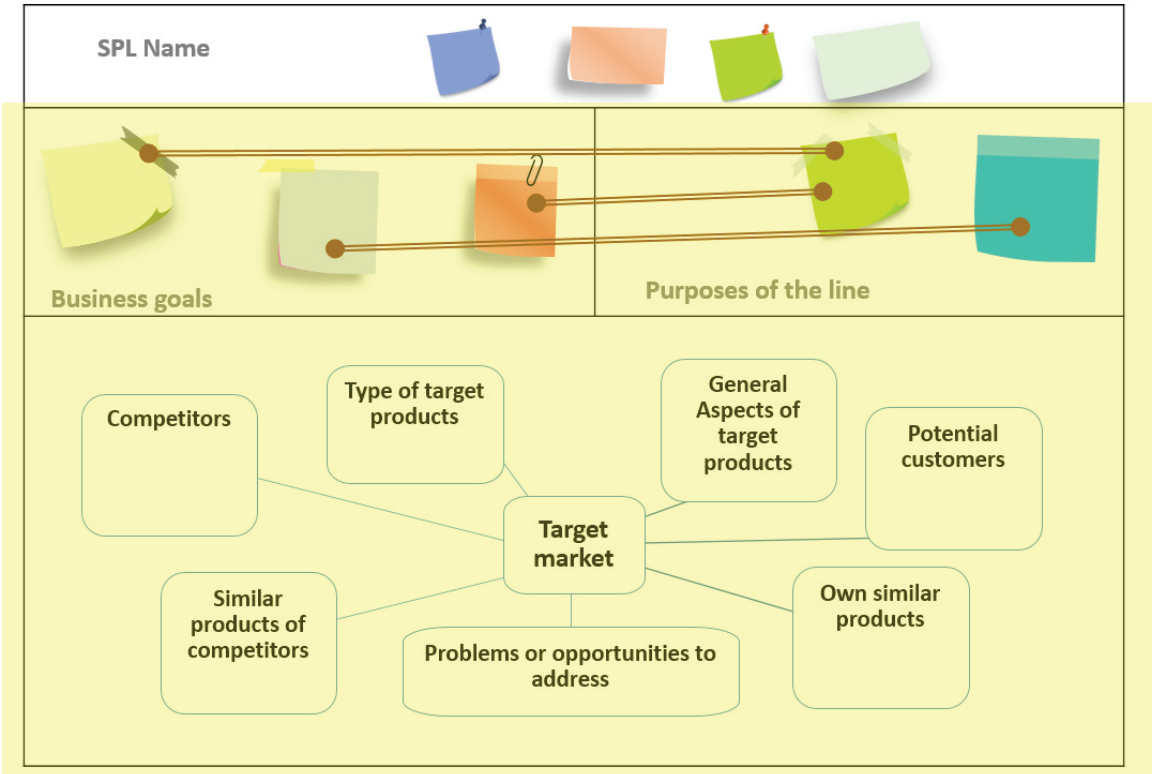 SPL Name
Business goals
Purposes of the line
Competitors
Type of target
products
General
Aspects of
target
products
Potential
customers
Target
market
Similar
products of
competitors
Problems or opportunities to
address
Own similar
products